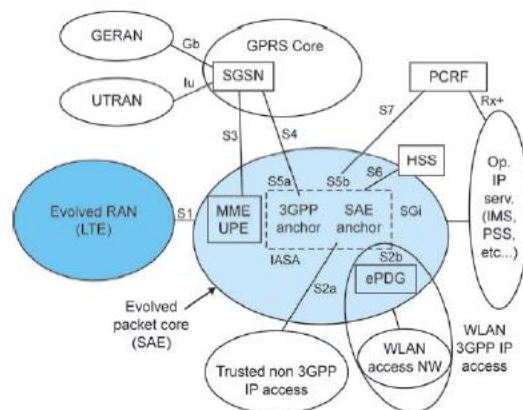 GERAN
Gb
GPRS Core
SGSN
UTRAN
Iu
PCRF
S7
Rx+
S3
S4
HSS
S6
Op.
IP
serv.
(IMS,
PSS,
etc...)
Evolved RAN
(LTE)
S1
MME
UPE
S5a
3GPP
anchor
S5b
SAE
anchor
SGi
IASA
S2a
S2b
ePDG
Evolved
packet core
(SAE)
WLAN
3GPP IP
access
Trusted non 3GPP
IP access
WLAN
access NW